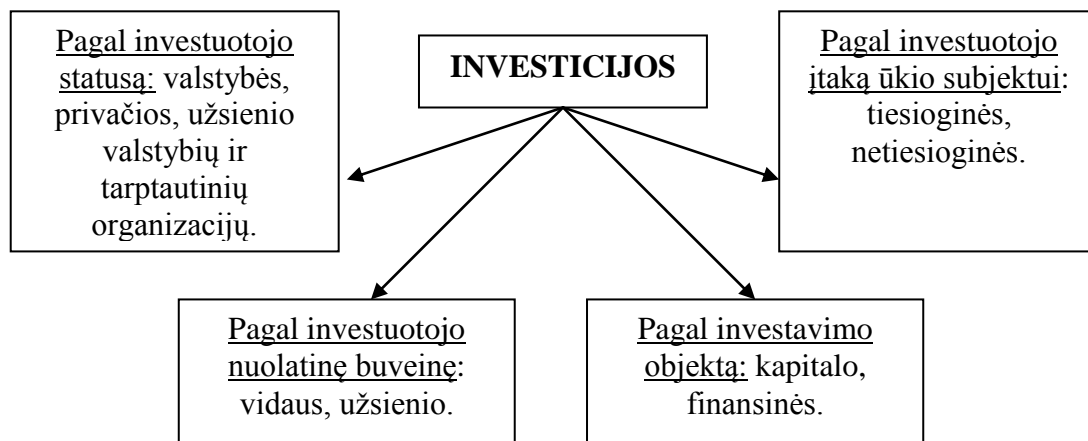 INVESTICIJOS
Pagal investuotojo
statusą: valstybės,
privačios, užsienio
valstybių ir
tarptautinių
organizacijų.
Pagal investuotojo
įtaką ūkio subjektui:
tiesioginės,
netiesioginės.
Pagal investuotojo
nuolatinę buveinę:
vidaus, užsienio.
Pagal investavimo
objektą: kapitalo,
finansinės.